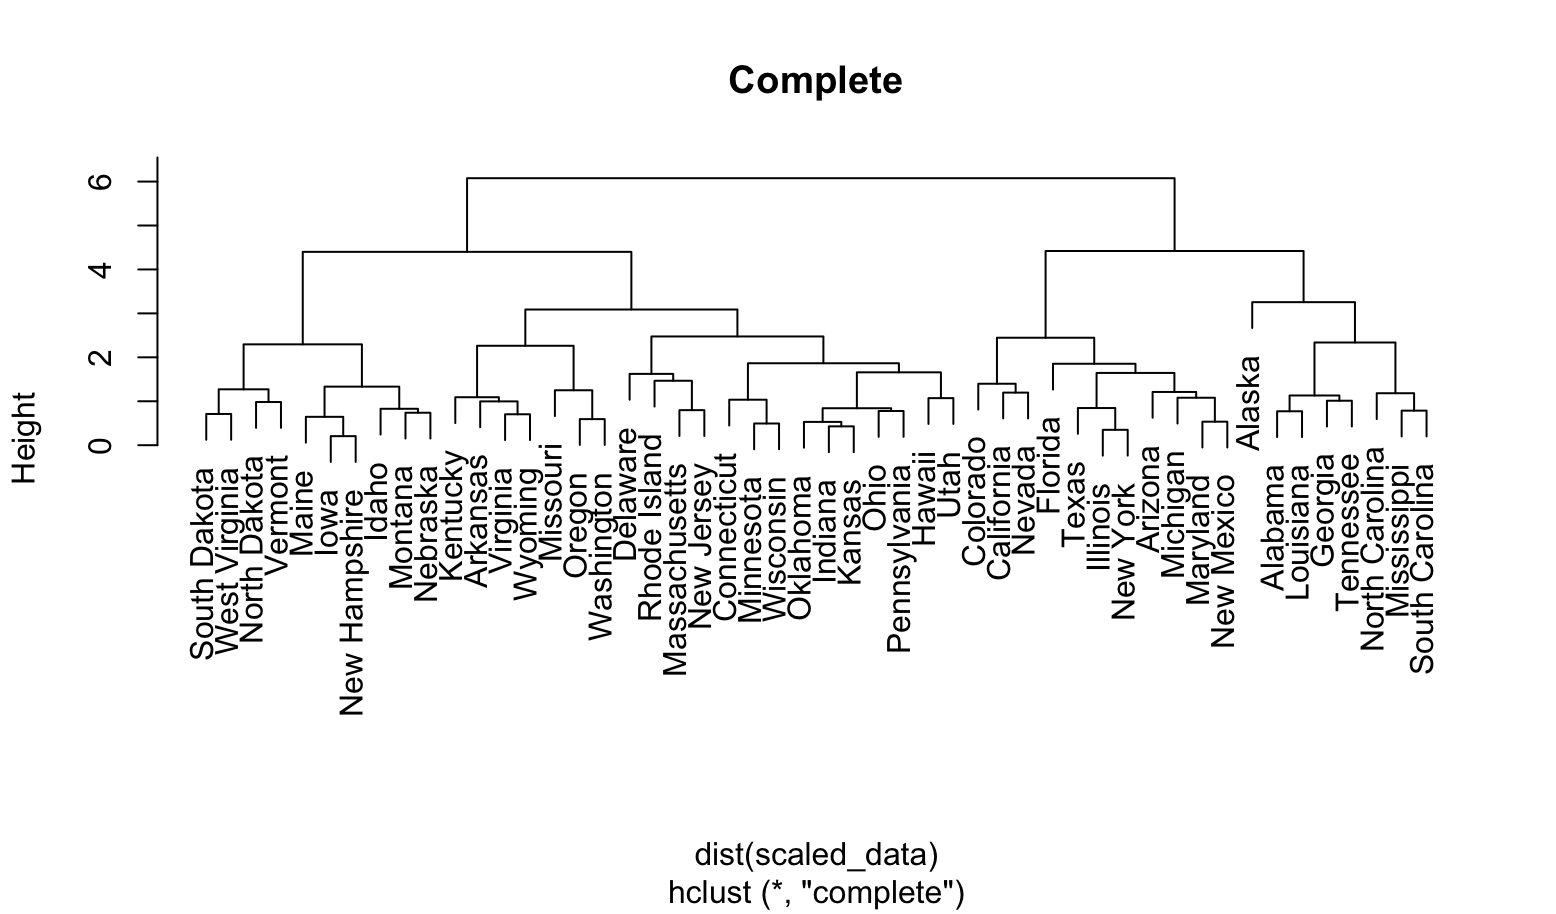 Complete
Height
6
4
2
0
South Dakota
West Virginia
North Dakota
Vermont
Maine
Iowa
New Hampshire
Idaho
Montana
Nebraska
Kentucky
Arkansas
Virginia
Wyoming
Missouri
Oregon
Washington
Delaware
Rhode Island
Massachusetts
New Jersey
Connecticut
Minnesota
Wisconsin
Oklahoma
Indiana
Kansas
Ohio
Pennsylvania
Hawaii
Utah
Colorado
California
Nevada
Florida
Texas
Illinois
New York
Arizona
Michigan
Maryland
New Mexico
Alaska
Alabama
Louisiana
Georgia
Tennessee
North Carolina
Mississippi
South Carolina
dist(scaled_data)
hclust (*, "complete")